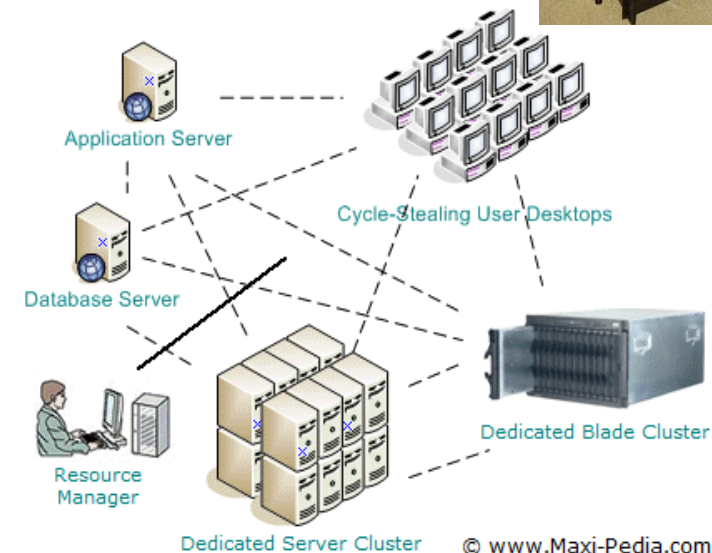 Application Server
Cycle-Stealing User Desktops
Database Server
Dedicated Blade Cluster
Resource
Manager
Dedicated Server Cluster
© www.Maxi-Pedia.com